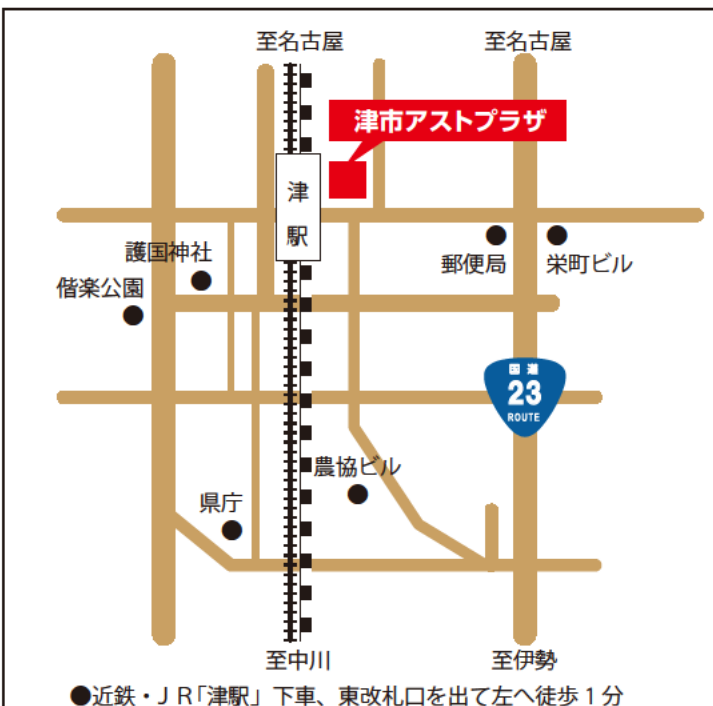 至名古屋
至名古屋
津市アストプラザ
津
駅
護国神社
郵便局
栄町ビル
偕楽公園
国道
23
ROUTE
農協ビル
県庁
至中川
至伊勢
●近鉄・ＪＲ「津駅」下車、東改札口を出て左へ徒歩１分